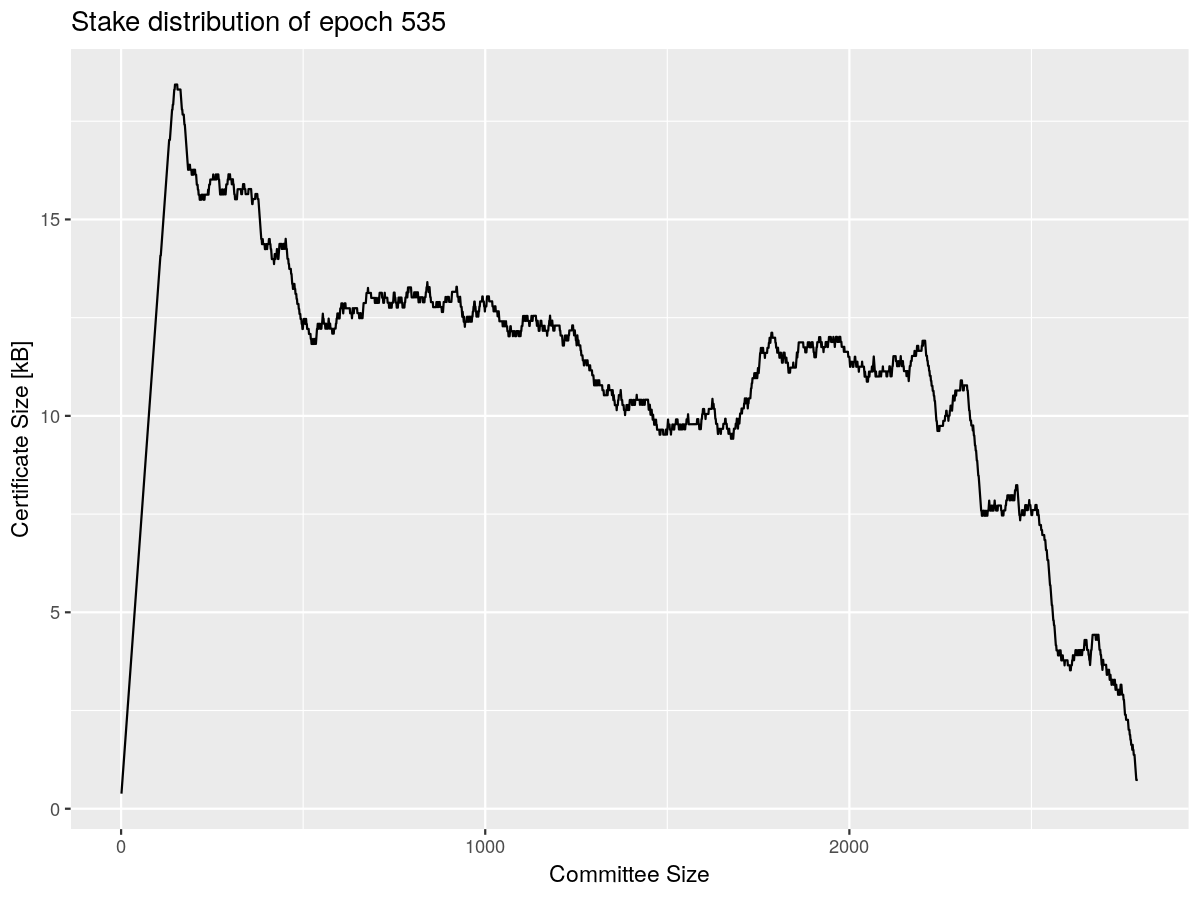 Stake distribution of epoch 535
Certificate Size [kB]
15
10
5
0
0 1000 2000
Committee Size